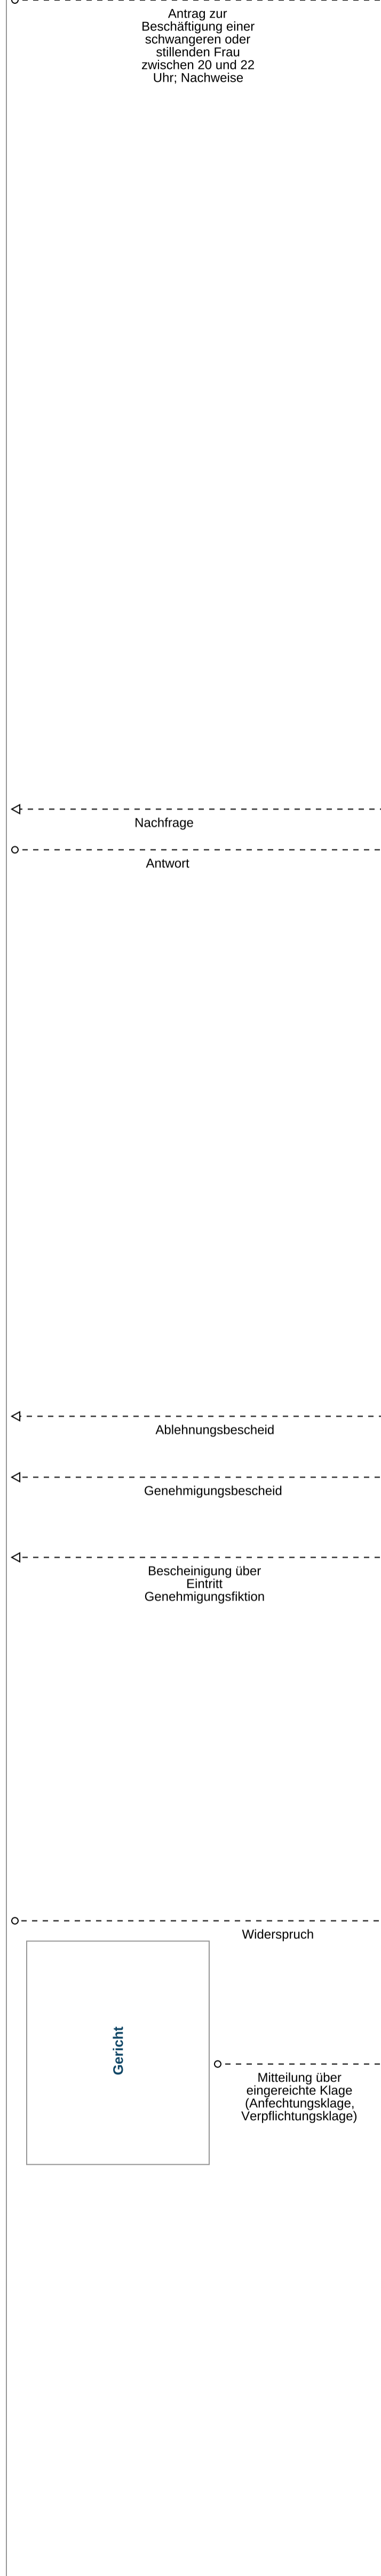 Antrag zur
Beschäftigung einer
schwangeren oder
stillenden Frau
zwischen 20 und 22
Uhr; Nachweise
Nachfrage
Antwort
Ablehnungsbescheid
Genehmigungsbescheid
Bescheinigung über
Eintritt
Genehmigungsfiktion
Widerspruch
Gericht
Mitteilung über
eingereichte Klage
(Anfechtungsklage,
Verpflichtungsklage)